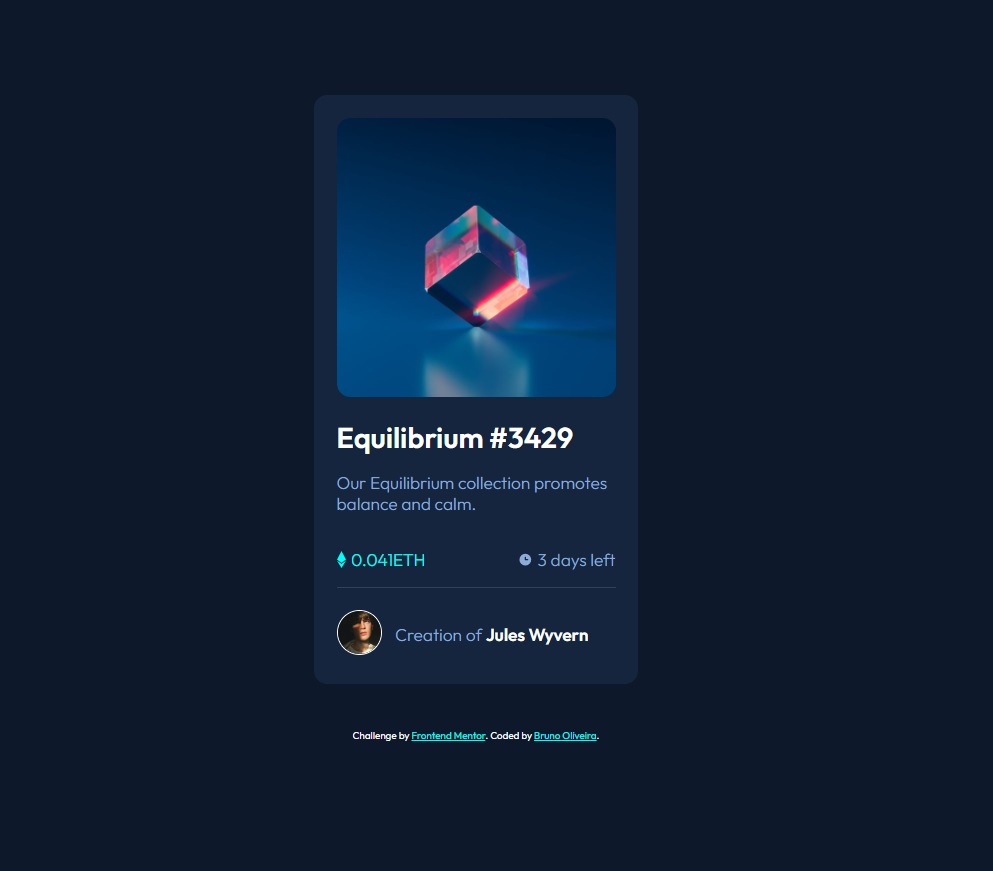 Equilibrium #3429
Our Equilibrium collection promotes
balance and calm.
0.041ETH 3 days left
Creation of Jules Wyvern
Challenge by Frontend Mentor. Coded by Bruno Oliveira.